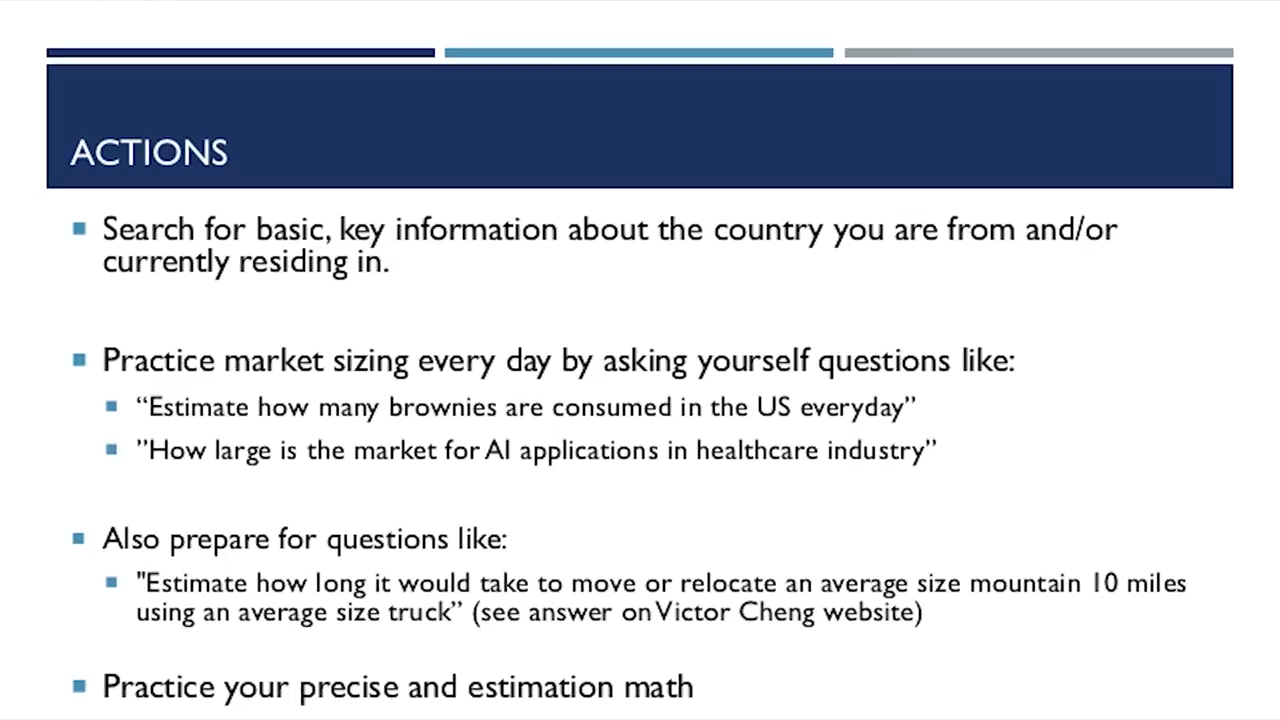 ACTIONS
Search for basic, key information about the country you are from and/or
currently residing in.
Practice market sizing every day by asking yourself questions like:
“Estimate how many brownies are consumed in the US everyday”
”How large is the market for AI applications in healthcare industry”
Also prepare for questions like:
"Estimate how long it would take to move or relocate an average size mountain 10 miles
using an average size truck” (see answer on Victor Cheng website)
Practice your precise and estimation math